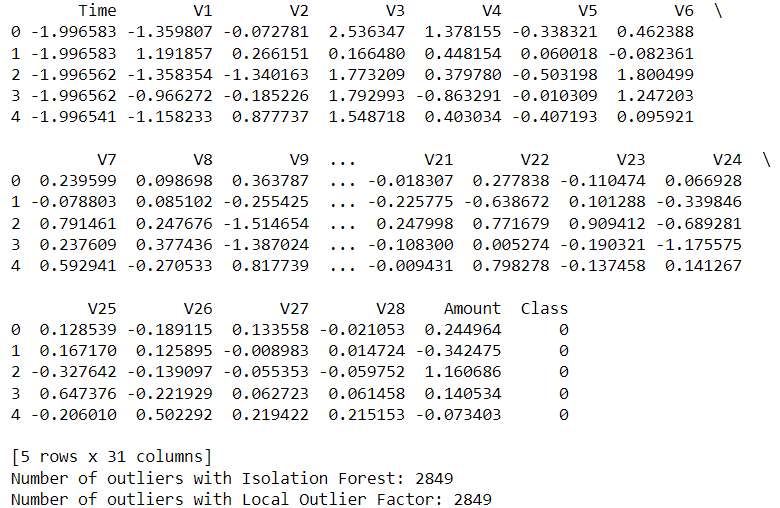 Time V1 V2 V3 V4 V5 V6 \
0 -1.996583 -1.359807 -0.072781 2.536347 1.378155 -0.338321 0.462388
1 -1.996583 1.191857 0.266151 0.166480 0.448154 0.060018 -0.082361
2 -1.996562 -1.358354 -1.340163 1.773209 0.379780 -0.503198 1.800499
3 -1.996562 -0.966272 -0.185226 1.792993 -0.863291 -0.010309 1.247203
4 -1.996541 -1.158233 0.877737 1.548718 0.403034 -0.407193 0.095921
V7 V8 V9 ... V21 V22 V23 V24 \
0 0.239599 0.098698 0.363787 ... -0.018307 0.277838 -0.110474 0.066928
1 -0.078803 0.085102 -0.255425 ... -0.225775 -0.638672 0.101288 -0.339846
2 0.791461 0.247676 -1.514654 ... 0.247998 0.771679 0.909412 -0.689281
3 0.237609 0.377436 -1.387024 ... -0.108300 0.005274 -0.190321 -1.175575
4 0.592941 -0.270533 0.817739 ... -0.009431 0.798278 -0.137458 0.141267
V25 V26 V27 V28 Amount Class
0 0.128539 -0.189115 0.133558 -0.021053 0.244964 0
1 0.167170 0.125895 -0.008983 0.014724 -0.342475 0
2 -0.327642 -0.139097 -0.055353 -0.059752 1.160686 0
3 0.647376 -0.221929 0.062723 0.061458 0.140534 0
4 -0.206010 0.502292 0.219422 0.215153 -0.073403 0
[5 rows x 31 columns]
Number of outliers with Isolation Forest: 2849
Number of outliers with Local Outlier Factor: 2849